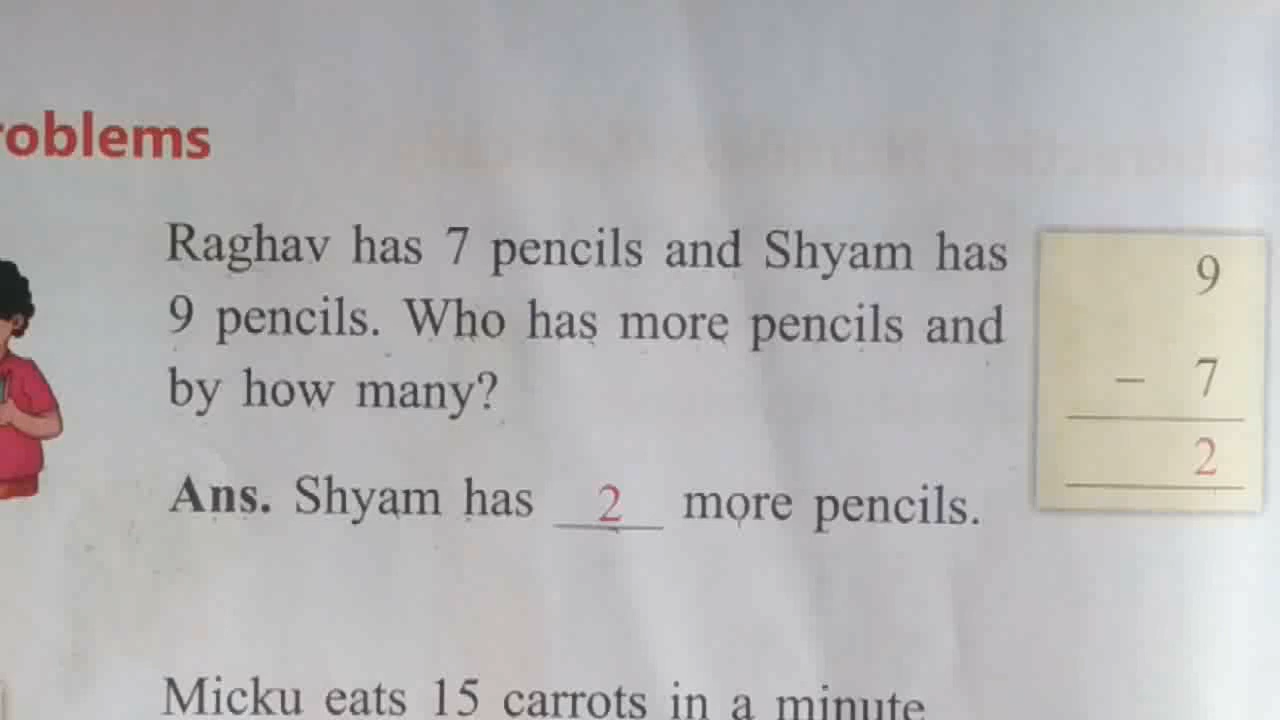 roblems
Raghav has 7 pencils and Shyam has
9 pencils. Who has more pencils and
by how many?
Ans. Shyam has 2 more pencils.
9
− 7
2
Micku eats 15 carrots in a minute